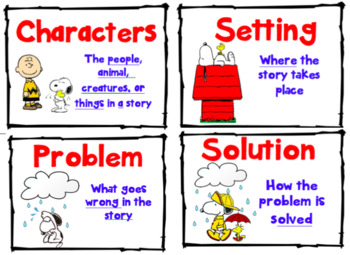 Characters
The people,
animal,
creatures, or
things in a story
Setting
Where the
story takes
place
Problem
What goes
wrong in the
story
Solution
How the
problem is
solved